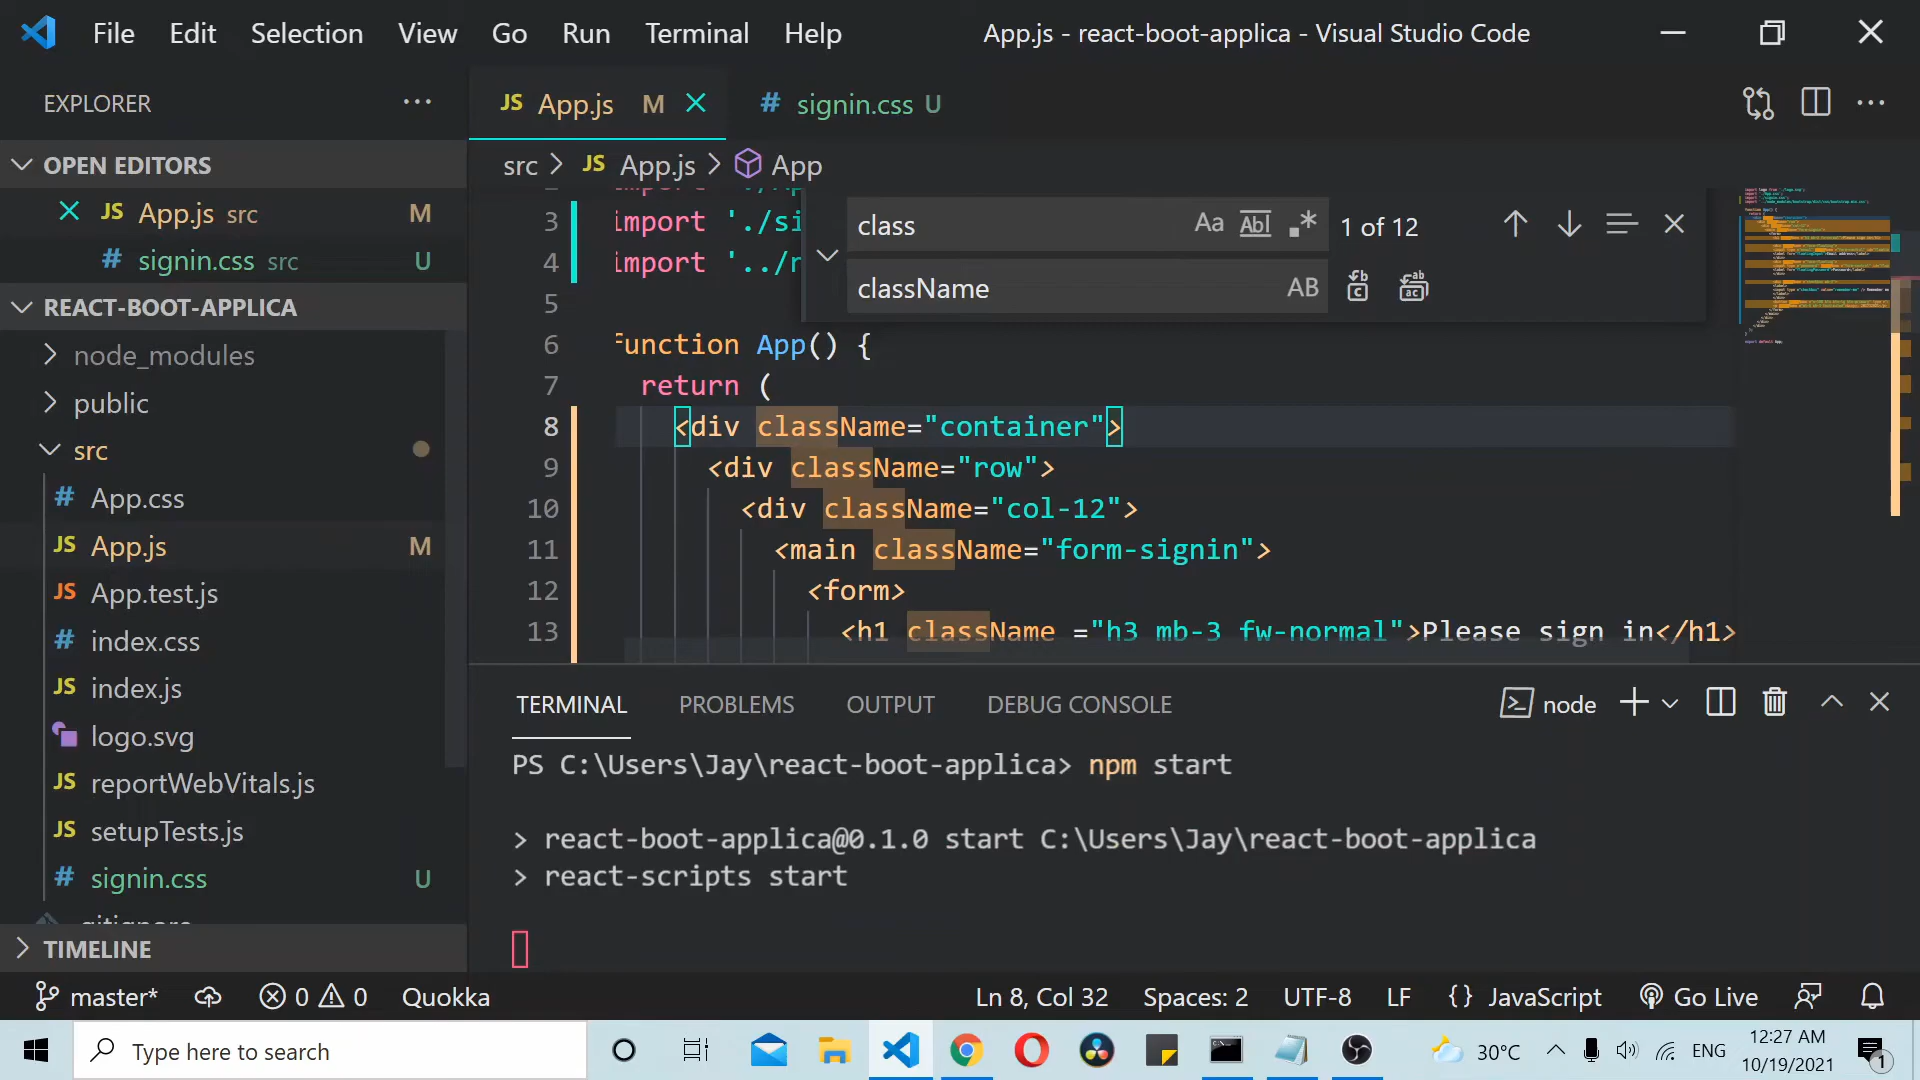 File Edit Selection View Go Run Terminal Help App.js - react-boot-applica - Visual Studio Code
EXPLORER
OPEN EDITORS
App.js src M
signin.css src U
REACT-BOOT-APPLICA
node_modules
public
src
App.css
App.js M
App.test.js
index.css
index.js
logo.svg
reportWebVitals.js
setupTests.js
signin.css U
.gitignore
TIMELINE
App.js M
signin.css U
src > App.js > App
class Aa Abl .* 1 of 12
className AB
3 import './si
4 import '../n
5
6 function App() {
7 return (
8 <div className="container">
9 <div className="row">
10 <div className="col-12">
11 <main className="form-signin">
12 <form>
13 <h1 className ="h3 mb-3 fw-normal">Please sign in</h1>
TERMINAL PROBLEMS OUTPUT DEBUG CONSOLE node
PS C:\Users\Jay\react-boot-applica> npm start
> react-boot-applica@0.1.0 start C:\Users\Jay\react-boot-applica
> react-scripts start
master* 0 0 Quokka Ln 8, Col 32 Spaces: 2 UTF-8 LF {} JavaScript Go Live
Type here to search 30°C ENG 12:27 AM
10/19/2021 1